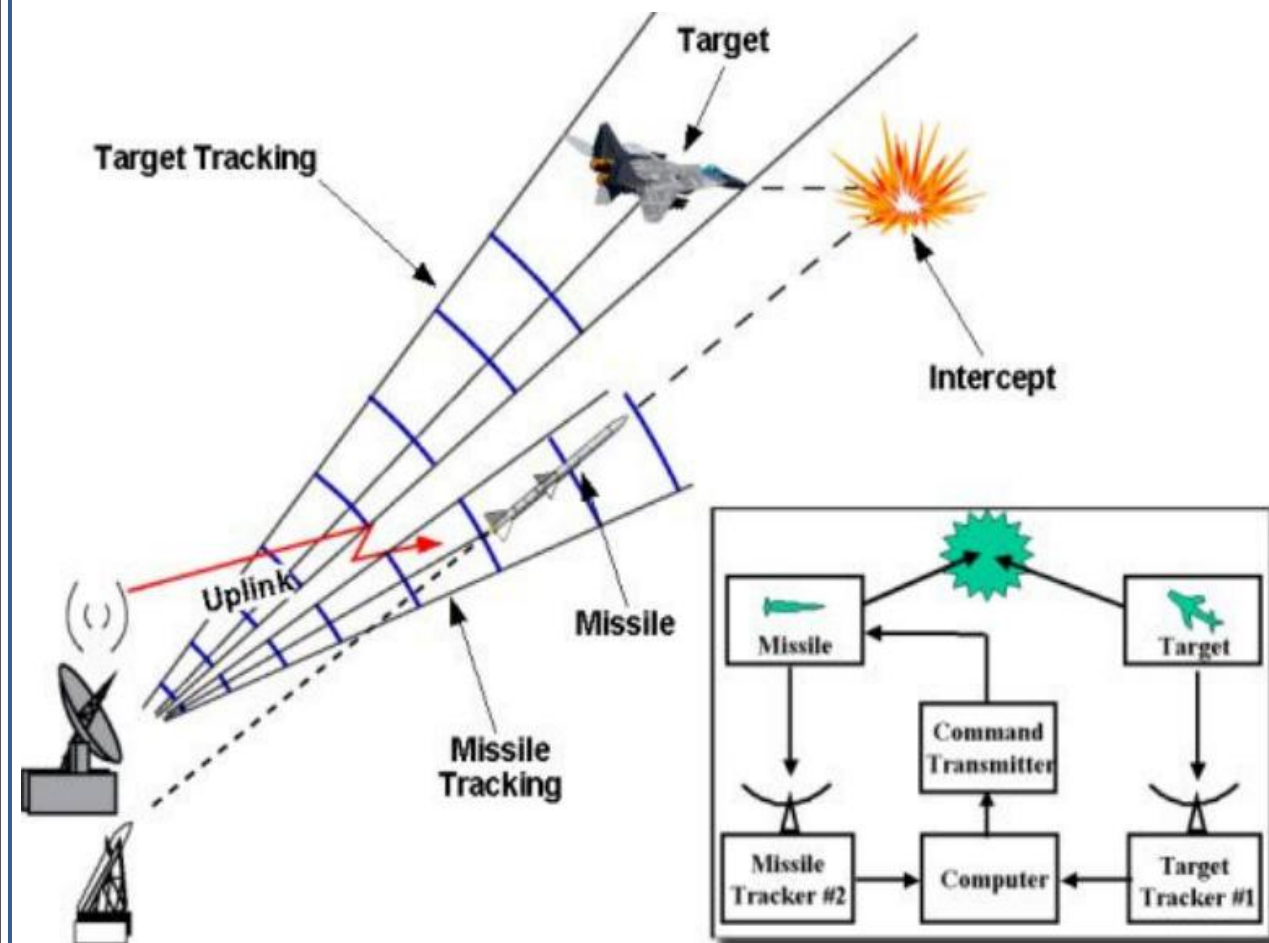 Target
Target Tracking
Intercept
Uplink
Missile
Missile
Tracking
Missile
Target
Command
Transmitter
Missile
Tracker #2
Computer
Target
Tracker #1